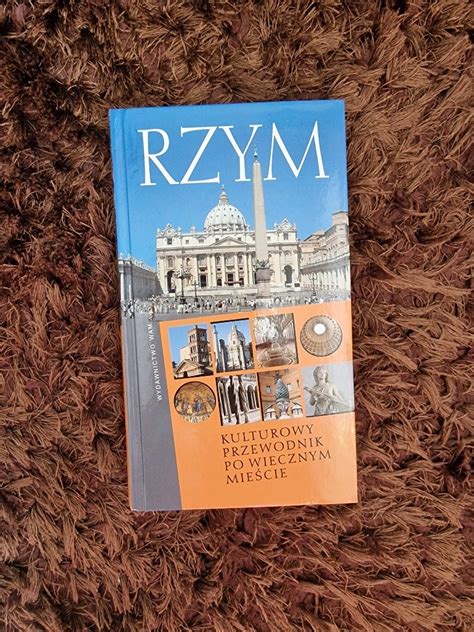 RZYM
WYDAWNICTWO WAM
KULTUROWY
PRZEWODNIK
PO WIECZNYM
MIEŚCIE